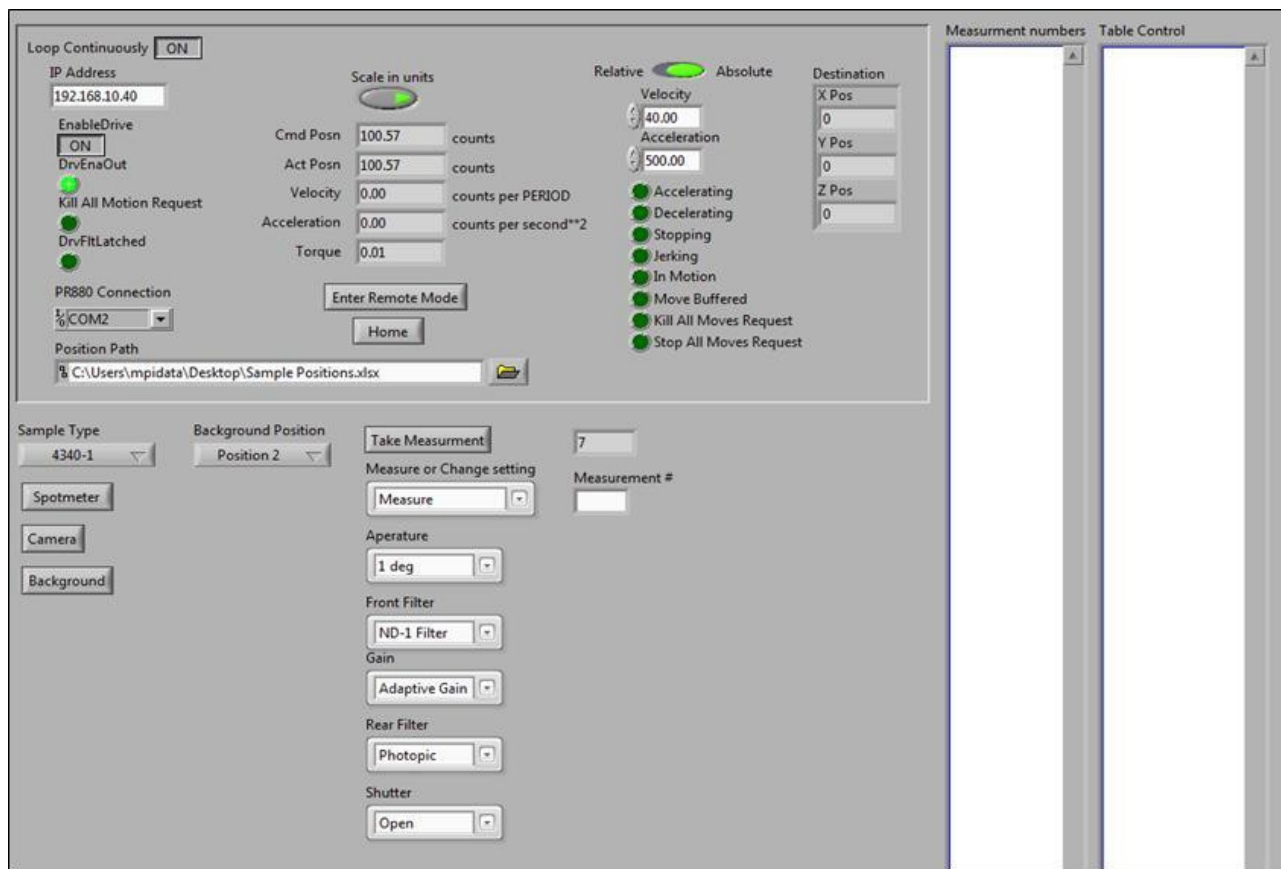 Loop Continuously ON
IP Address
192.168.10.40
EnableDrive
ON
DrvEnaOut
Kill All Motion Request
DrvFltLatched
PR880 Connection
COM2
Position Path
C:\Users\mpidata\Desktop\Sample Positions.xlsx
Scale in units
Cmd Posn 100.57 counts
Act Posn 100.57 counts
Velocity 0.00 counts per PERIOD
Acceleration 0.00 counts per second**2
Torque 0.01
Enter Remote Mode
Home
Relative Absolute
Velocity
40.00
Acceleration
500.00
Accelerating
Decelerating
Stopping
Jerking
In Motion
Move Buffered
Kill All Moves Request
Stop All Moves Request
Destination
X Pos
0
Y Pos
0
Z Pos
0
Measurment numbers
Table Control
Sample Type
4340-1
Background Position
Position 2
Spotmeter
Camera
Background
Take Measurment
7
Measure or Change setting
Measure
Measurement #
Aperature
1 deg
Front Filter
ND-1 Filter
Gain
Adaptive Gain
Rear Filter
Photopic
Shutter
Open